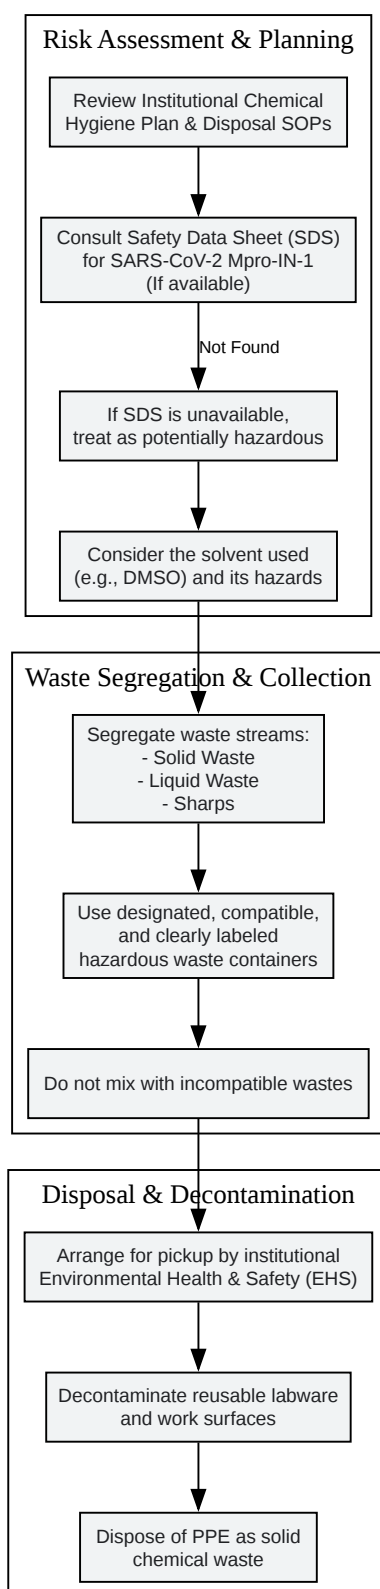 Risk Assessment & Planning
Review Institutional Chemical
Hygiene Plan & Disposal SOPs
Consult Safety Data Sheet (SDS)
for SARS-CoV-2 Mpro-IN-1
(If available)
Not Found
If SDS is unavailable,
treat as potentially hazardous
Consider the solvent used
(e.g., DMSO) and its hazards
Waste Segregation & Collection
Segregate waste streams:
- Solid Waste
- Liquid Waste
- Sharps
Use designated, compatible,
and clearly labeled
hazardous waste containers
Do not mix with incompatible wastes
Disposal & Decontamination
Arrange for pickup by institutional
Environmental Health & Safety (EHS)
Decontaminate reusable labware
and work surfaces
Dispose of PPE as solid
chemical waste